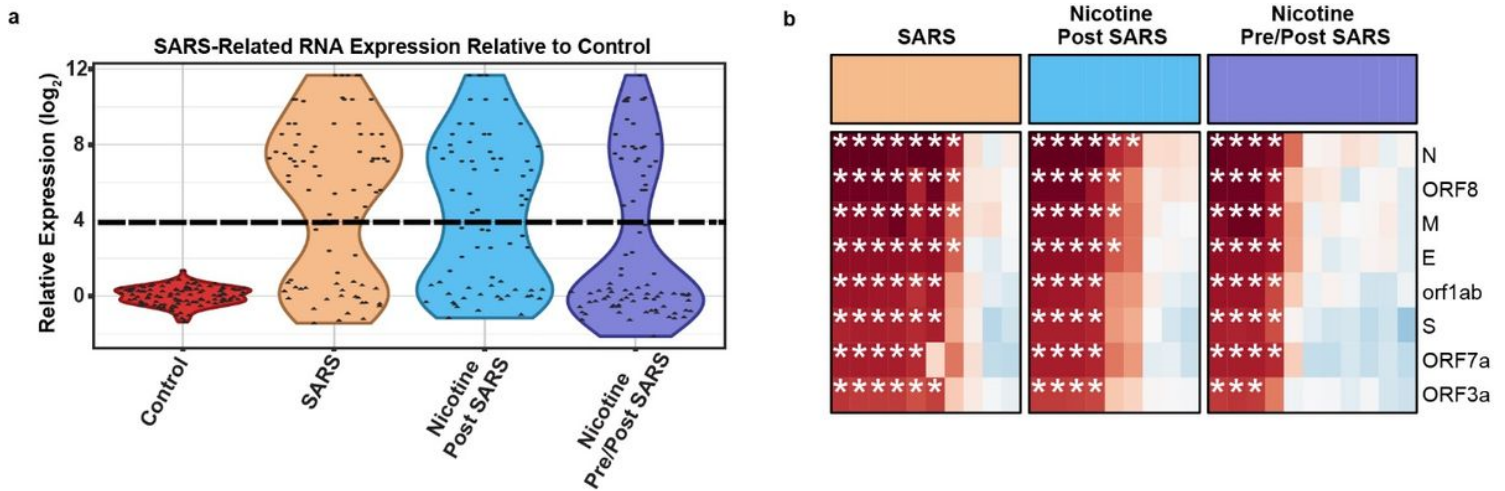 a
SARS-Related RNA Expression Relative to Control
Relative Expression (log₂)
12
8
4
0
Control
SARS
Nicotine
Post SARS
Nicotine
Pre/Post SARS
b
SARS
Nicotine
Post SARS
Nicotine
Pre/Post SARS
******* ****** **** N
******* ***** **** ORF8
******* ***** **** M
******* ***** **** E
****** **** **** orf1ab
****** **** **** S
***** **** **** ORF7a
****** **** *** ORF3a